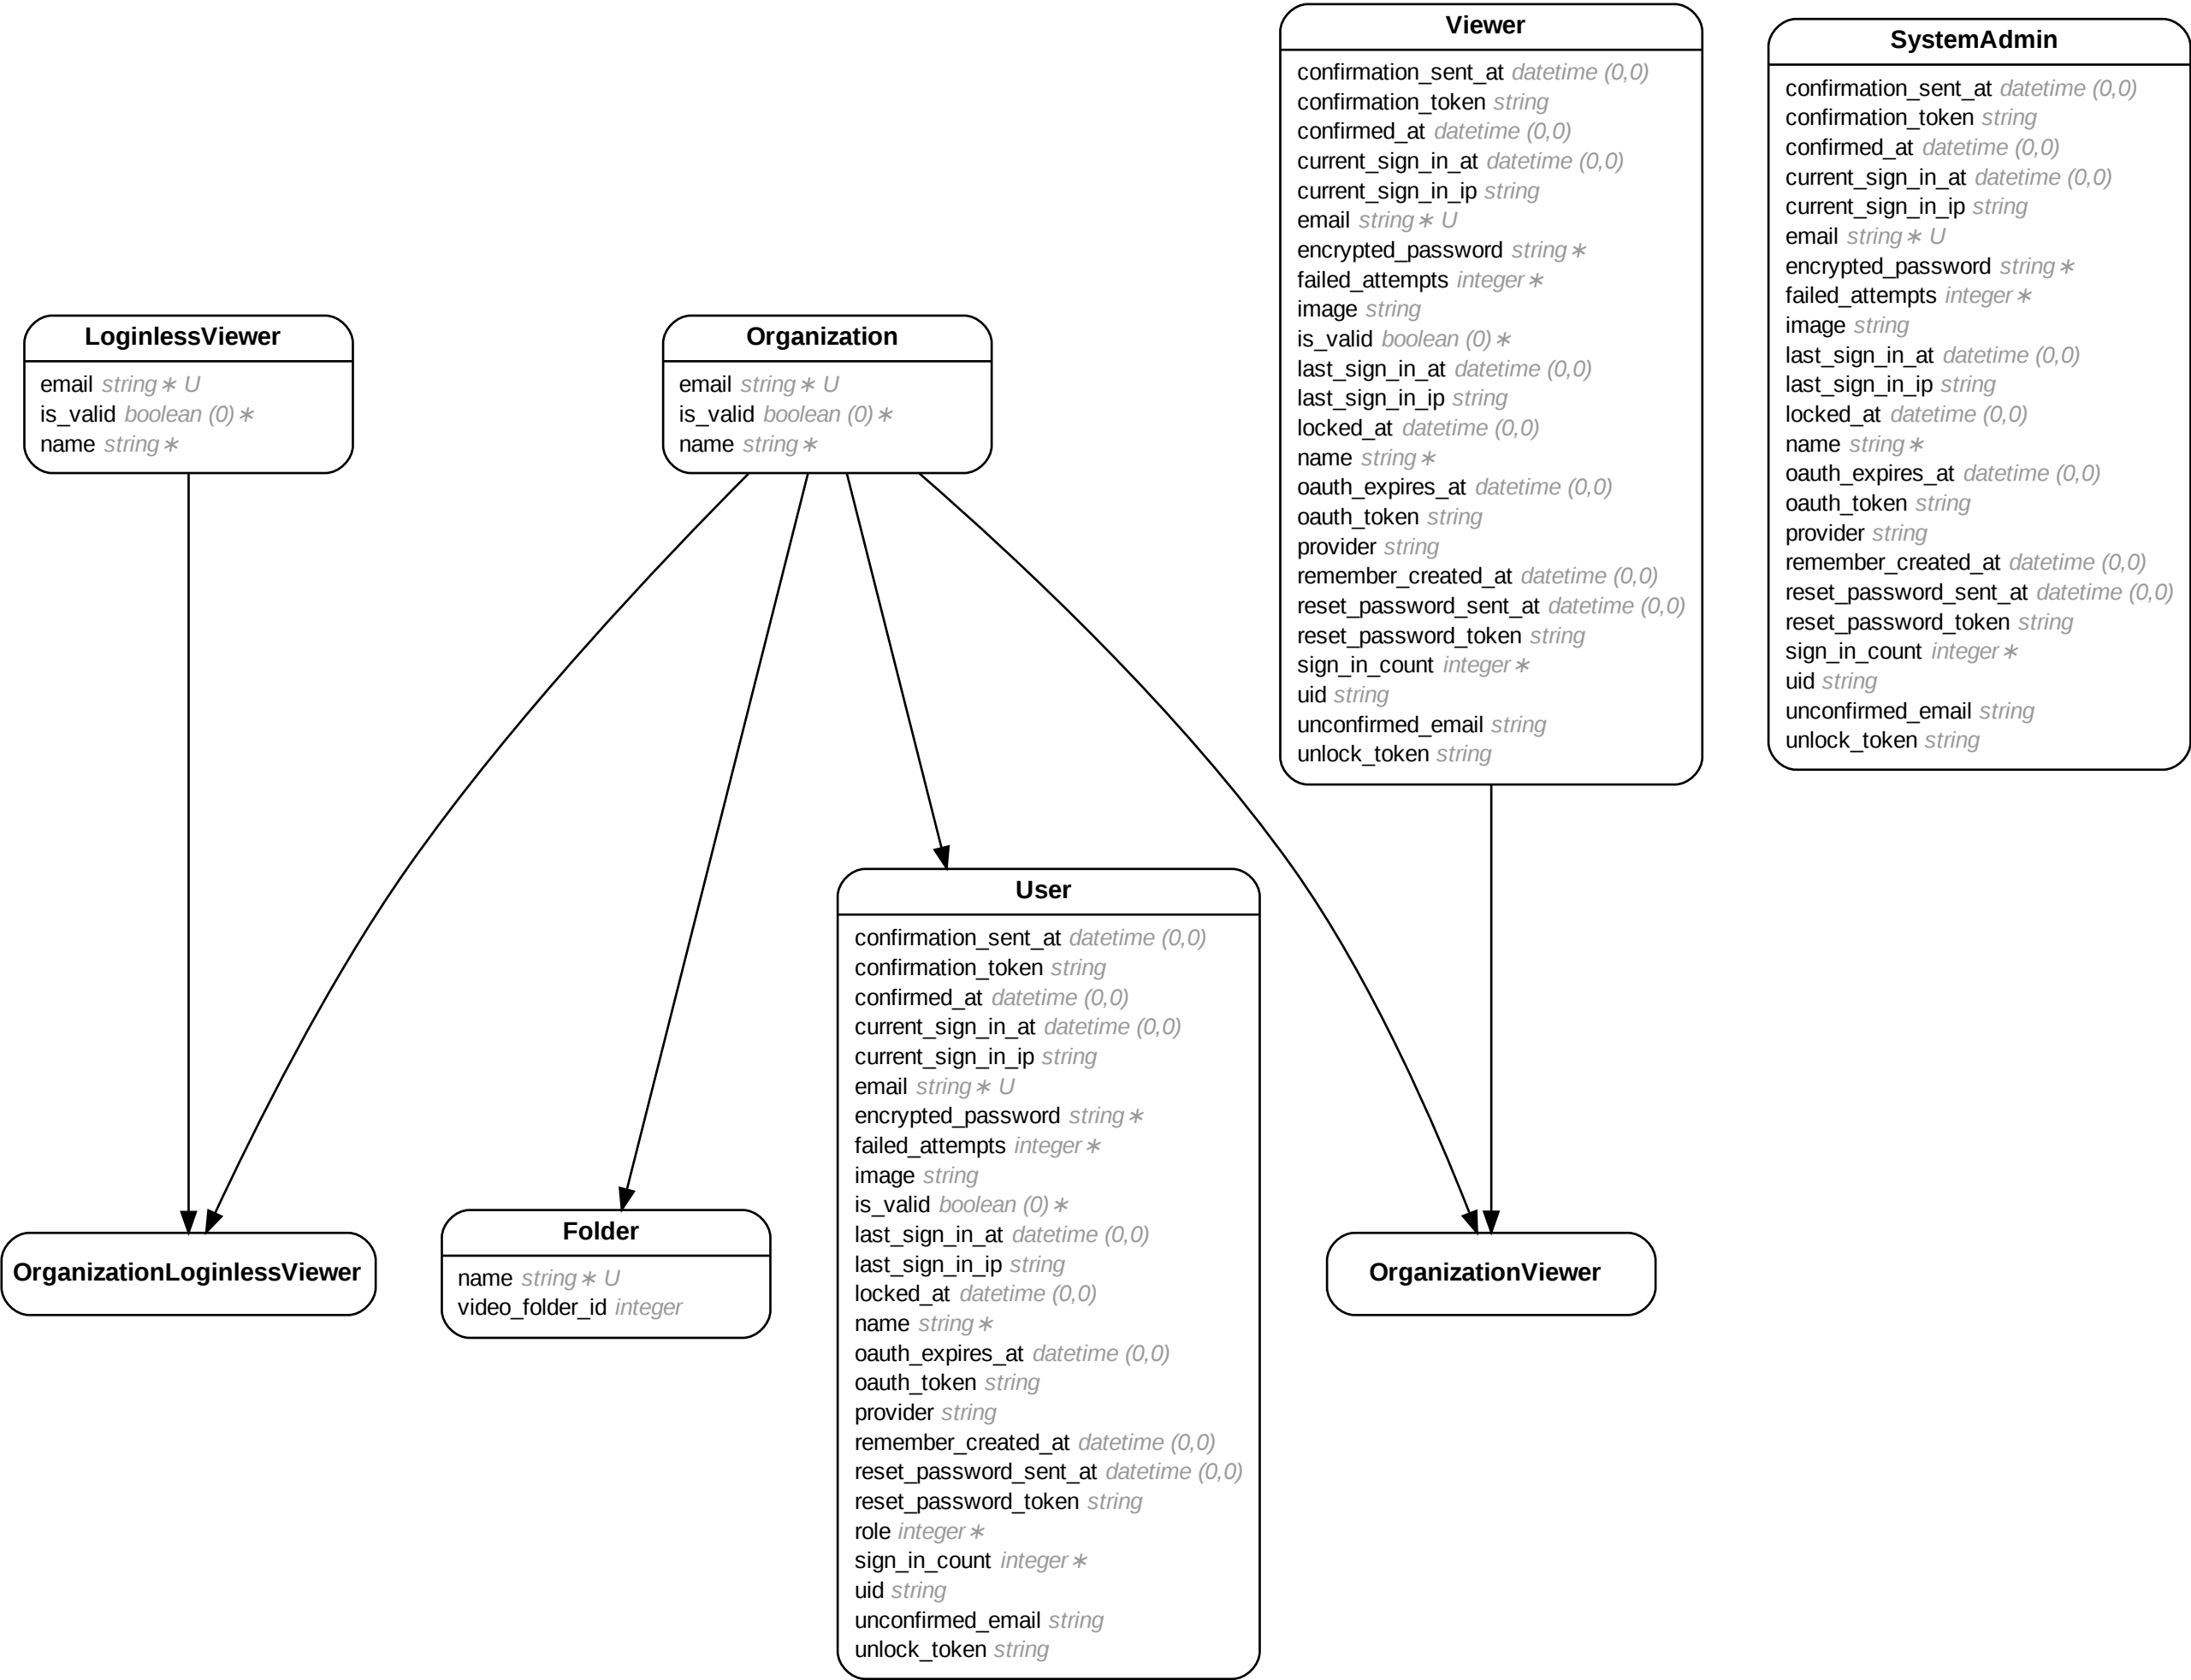 Viewer
confirmation_sent_at datetime (0,0)
confirmation_token string
confirmed_at datetime (0,0)
current_sign_in_at datetime (0,0)
current_sign_in_ip string
email string ∗ U
encrypted_password string ∗
failed_attempts integer ∗
image string
is_valid boolean (0) ∗
last_sign_in_at datetime (0,0)
last_sign_in_ip string
locked_at datetime (0,0)
name string ∗
oauth_expires_at datetime (0,0)
oauth_token string
provider string
remember_created_at datetime (0,0)
reset_password_sent_at datetime (0,0)
reset_password_token string
sign_in_count integer ∗
uid string
unconfirmed_email string
unlock_token string
SystemAdmin
confirmation_sent_at datetime (0,0)
confirmation_token string
confirmed_at datetime (0,0)
current_sign_in_at datetime (0,0)
current_sign_in_ip string
email string ∗ U
encrypted_password string ∗
failed_attempts integer ∗
image string
last_sign_in_at datetime (0,0)
last_sign_in_ip string
locked_at datetime (0,0)
name string ∗
oauth_expires_at datetime (0,0)
oauth_token string
provider string
remember_created_at datetime (0,0)
reset_password_sent_at datetime (0,0)
reset_password_token string
sign_in_count integer ∗
uid string
unconfirmed_email string
unlock_token string
LoginlessViewer
email string ∗ U
is_valid boolean (0) ∗
name string ∗
Organization
email string ∗ U
is_valid boolean (0) ∗
name string ∗
User
confirmation_sent_at datetime (0,0)
confirmation_token string
confirmed_at datetime (0,0)
current_sign_in_at datetime (0,0)
current_sign_in_ip string
email string ∗ U
encrypted_password string ∗
failed_attempts integer ∗
image string
is_valid boolean (0) ∗
last_sign_in_at datetime (0,0)
last_sign_in_ip string
locked_at datetime (0,0)
name string ∗
oauth_expires_at datetime (0,0)
oauth_token string
provider string
remember_created_at datetime (0,0)
reset_password_sent_at datetime (0,0)
reset_password_token string
role integer ∗
sign_in_count integer ∗
uid string
unconfirmed_email string
unlock_token string
OrganizationLoginlessViewer
Folder
name string ∗ U
video_folder_id integer
OrganizationViewer